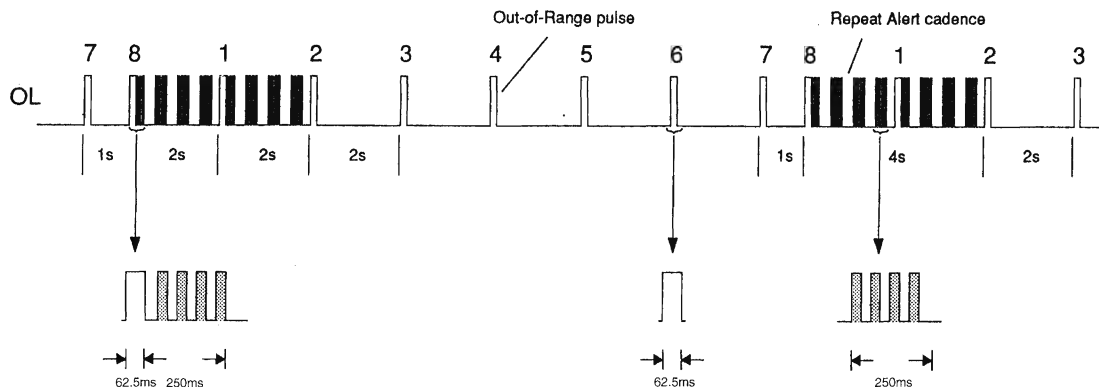 Out-of-Range pulse
Repeat Alert cadence
7 8 1 2 3 4 5 6 7 8 1 2 3
OL
1s 2s 2s 2s 1s 4s 2s
62.5ms 250ms 62.5ms 250ms